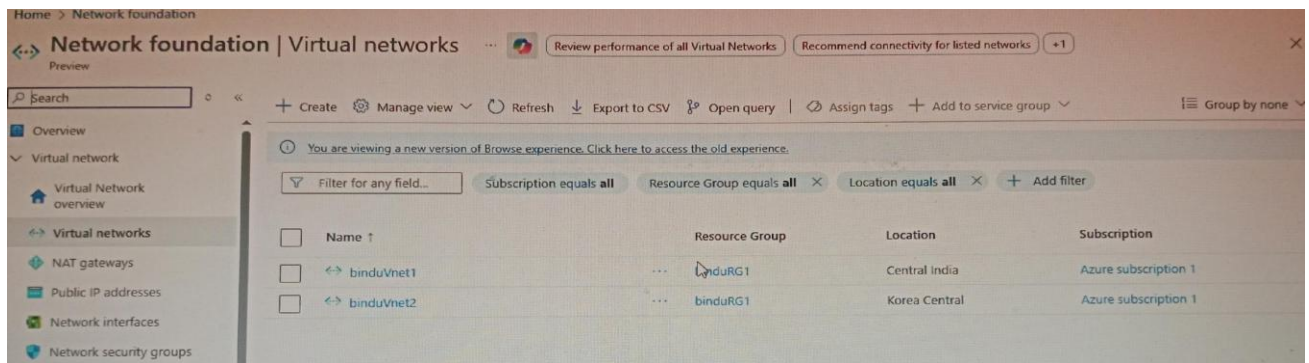 Home > Network foundation
Network foundation | Virtual networks ...
Review performance of all Virtual Networks
Recommend connectivity for listed networks
+1
Preview
Search
+ Create Manage view Refresh Export to CSV Open query | Assign tags + Add to service group
Group by none
Overview
Virtual network
Virtual Network
overview
Virtual networks
NAT gateways
Public IP addresses
Network interfaces
Network security groups
You are viewing a new version of Browse experience. Click here to access the old experience.
Filter for any field...
Subscription equals all
Resource Group equals all ×
Location equals all ×
+ Add filter
Name ↑ Resource Group Location Subscription
binduVnet1 ... Central India Azure subscription 1
binduVnet2 ... binduRG1 Korea Central Azure subscription 1